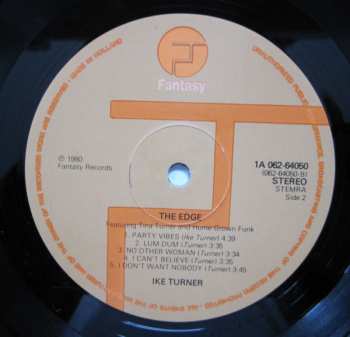 Fantasy
℗ 1980
Fantasy Records
1A 062-64050
(062-64050-B)
STEREO
STEMRA
Side 2
THE EDGE
Featuring Tina Turner and Home Grown Funk
1. PARTY VIBES (Ike Turner) 4:39
2. LUM DUM (Turner) 3:35
3. NO OTHER WOMAN (Turner) 3:34
4. I CAN'T BELIEVE (Turner) 3:35
5. I DON'T WANT NOBODY (Turner) 3:45
IKE TURNER
MADE IN HOLLAND